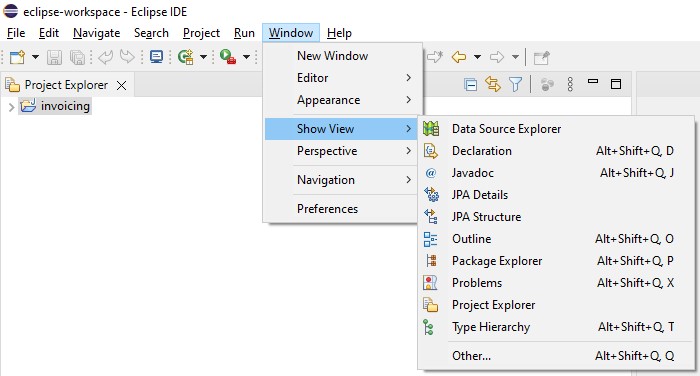 eclipse-workspace - Eclipse IDE
File Edit Navigate Search Project Run Window Help
New Window
Editor
Appearance
Show View
Perspective
Navigation
Preferences
Project Explorer
invoicing
Data Source Explorer
Declaration Alt+Shift+Q, D
Javadoc Alt+Shift+Q, J
JPA Details
JPA Structure
Outline Alt+Shift+Q, O
Package Explorer Alt+Shift+Q, P
Problems Alt+Shift+Q, X
Project Explorer
Type Hierarchy Alt+Shift+Q, T
Other... Alt+Shift+Q, Q